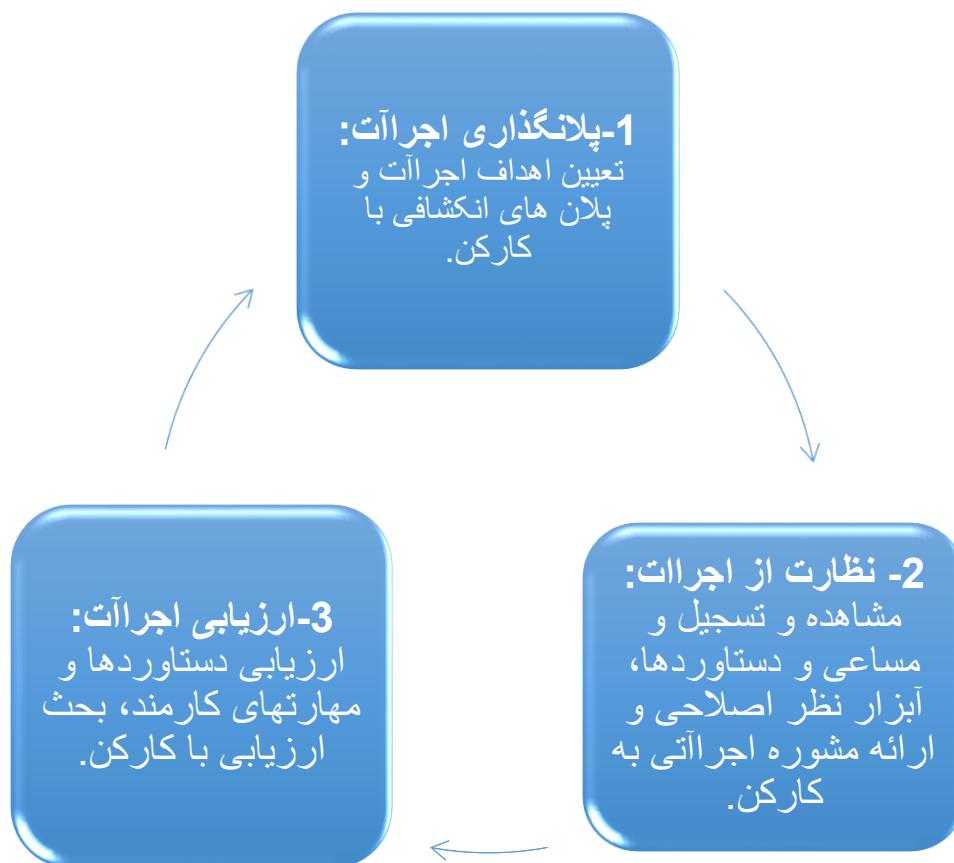 1-پلانگذاری اجراآت:
تعیین اهداف اجراآت و
پلان های انکشافی با
کارکن.
2- نظارت از اجراات:
مشاهده و تسجیل و
مساعی و دستاوردها،
آبزار نظر اصلاحی و
ارائه مشوره اجراآتی به
کارکن.
3-ارزیابی اجراآت:
ارزیابی دستاوردها و
مهارتهای کارمند، بحث
ارزیابی با کارکن.